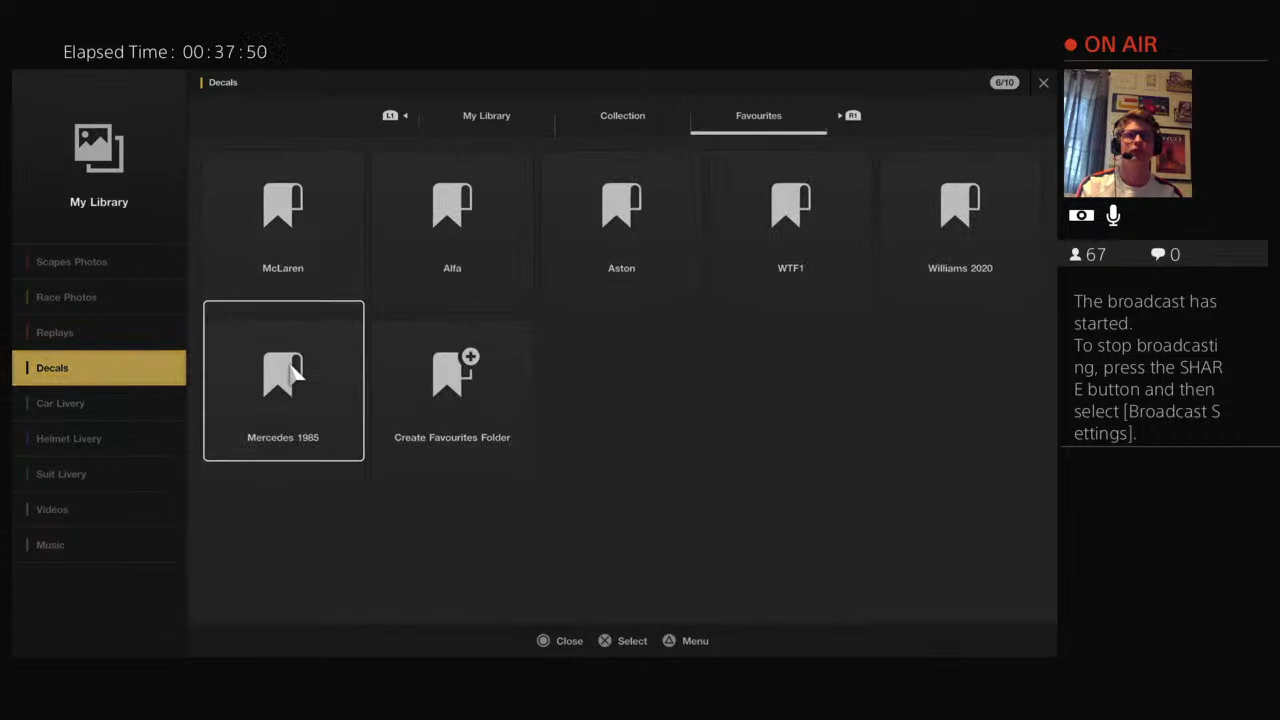 Elapsed Time: 00:37:50
ON AIR
Decals
6/10
L1
My Library
Collection
Favourites
R1
My Library
McLaren
Alfa
Aston
WTF1
Williams 2020
67
0
Scapes Photos
Race Photos
Replays
Decals
Car Livery
Helmet Livery
Suit Livery
Videos
Music
Mercedes 1985
Create Favourites Folder
The broadcast has
started.
To stop broadcasti
ng, press the SHAR
E button and then
select [Broadcast S
ettings].
Close
Select
Menu